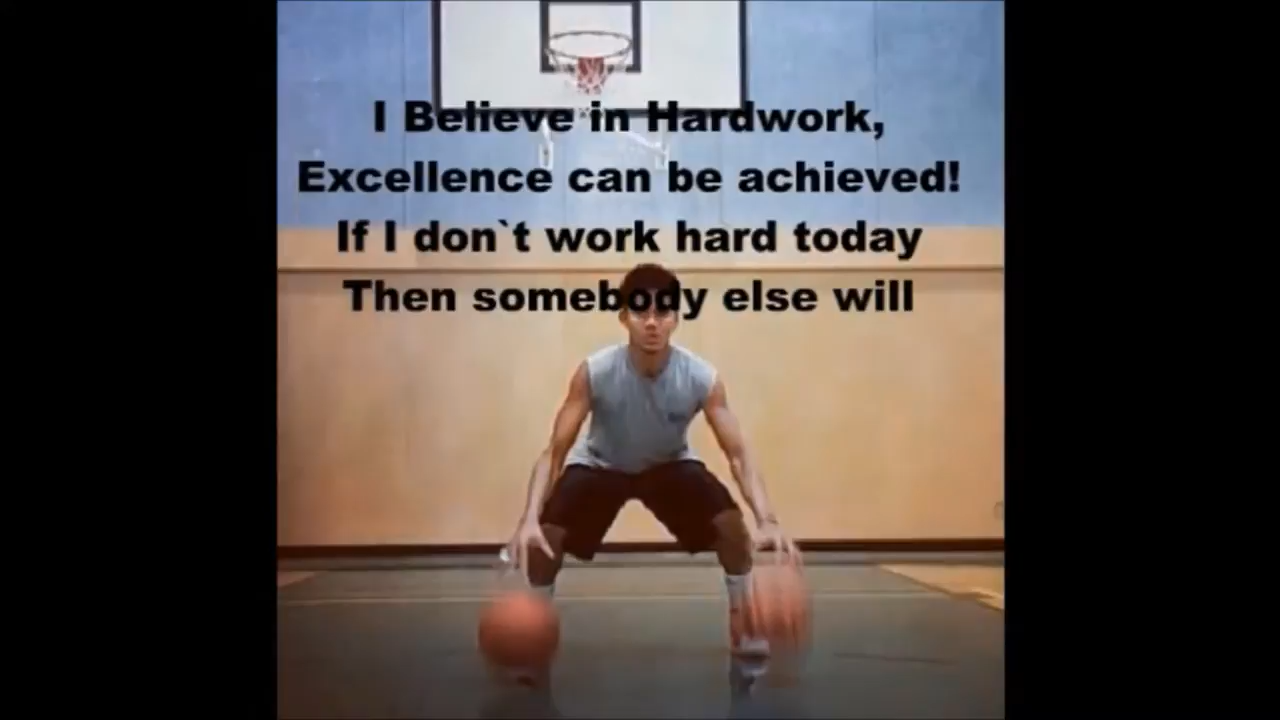 I Believe in Hardwork,
Excellence can be achieved!
If I don`t work hard today
Then somebody else will